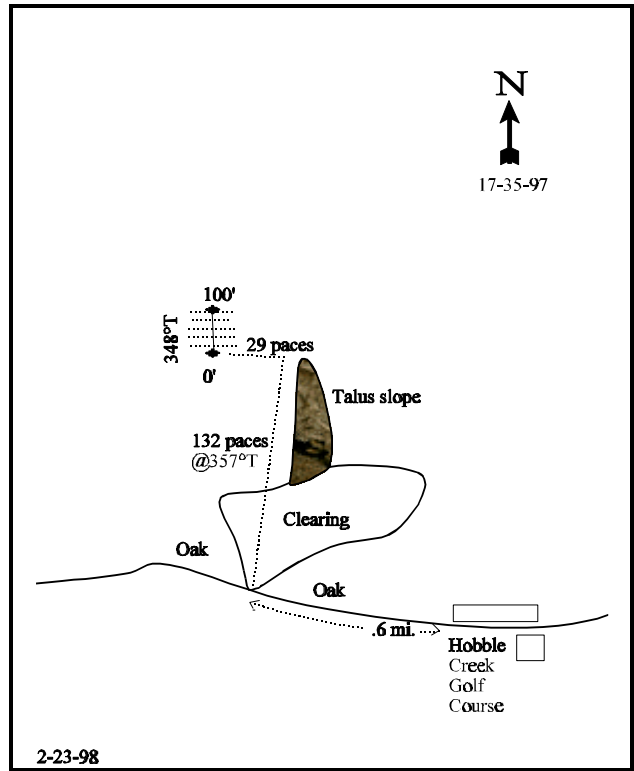 N
17-35-97
100'
348°T
29 paces
0'
Talus slope
132 paces
@357°T
Clearing
Oak
Oak
.6 mi.
Hobble
Creek
Golf
Course
2-23-98